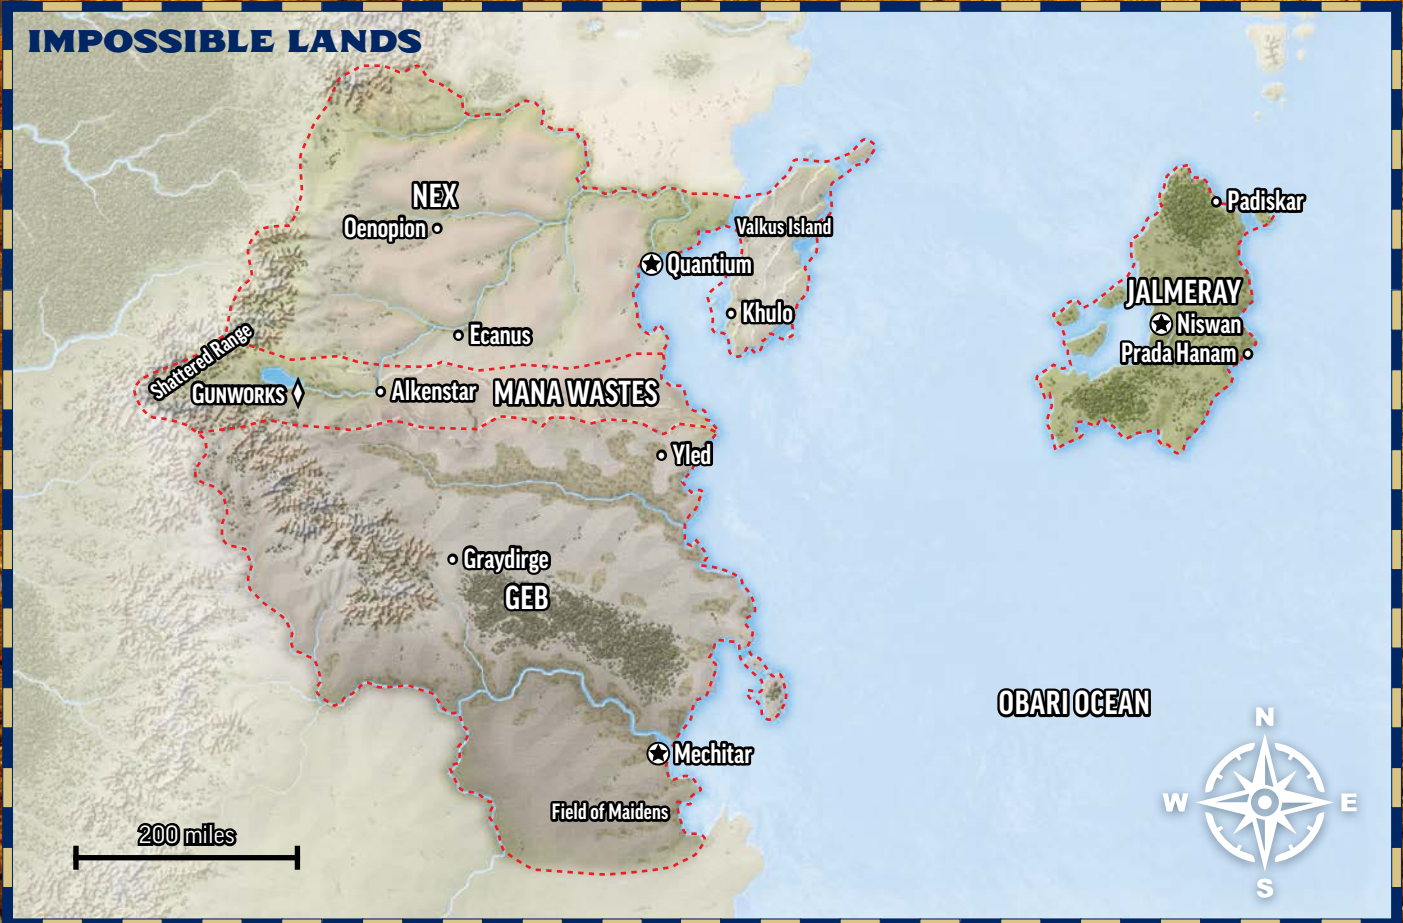 IMPOSSIBLE LANDS
NEX
Oenopion
Padiskar
Valkus Island
Quantium
JALMERAY
Khulo
Niswan
Ecanus
Prada Hanam
Shattered Range
GUNWORKS
Alkenstar
MANA WASTES
Yled
Graydirge
GEB
OBARI OCEAN
N
Mechitar
W
E
Field of Maidens
200 miles
S